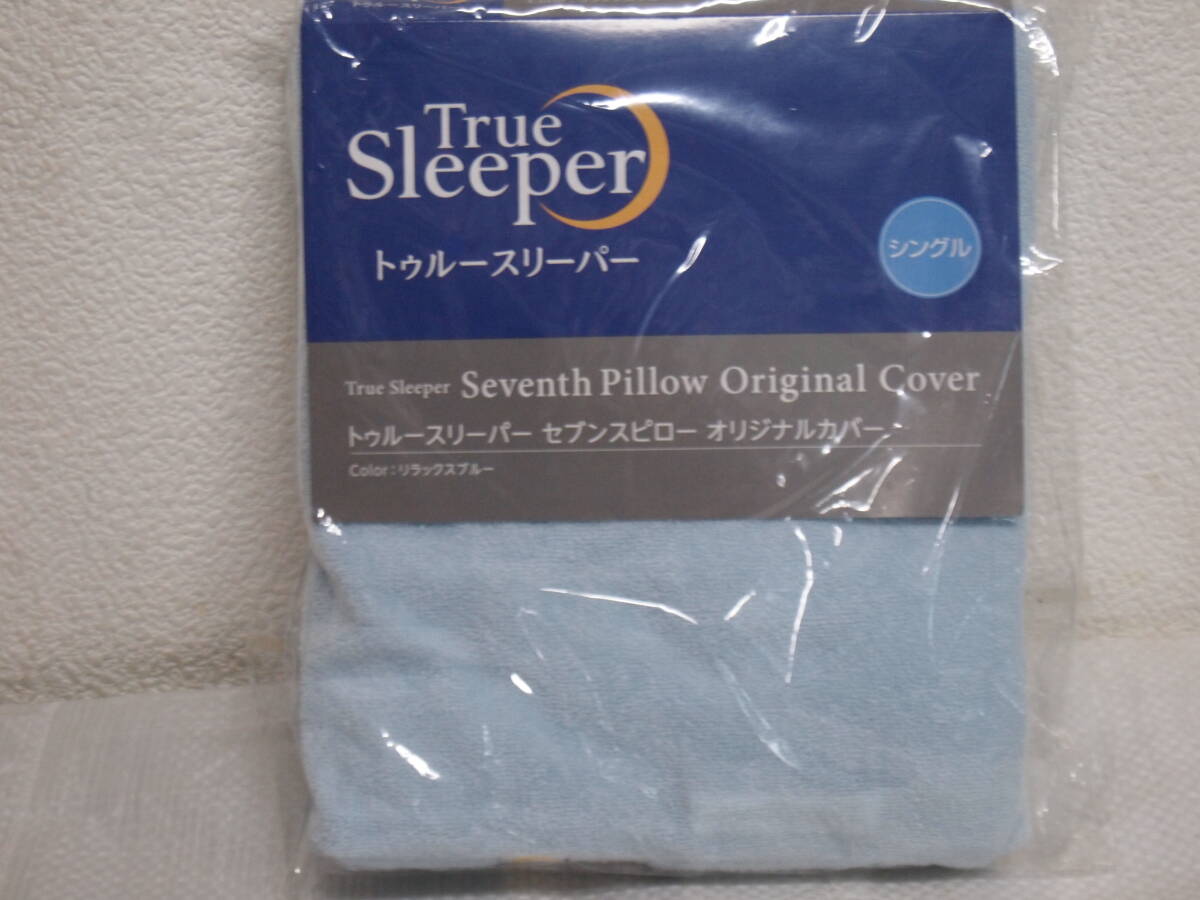 True
Sleeper
トゥルースリーパー
シングル
True Sleeper Seventh Pillow Original Cover
トゥルースリーパー セブンスピロー オリジナルカバー
Color：リラックスブルー